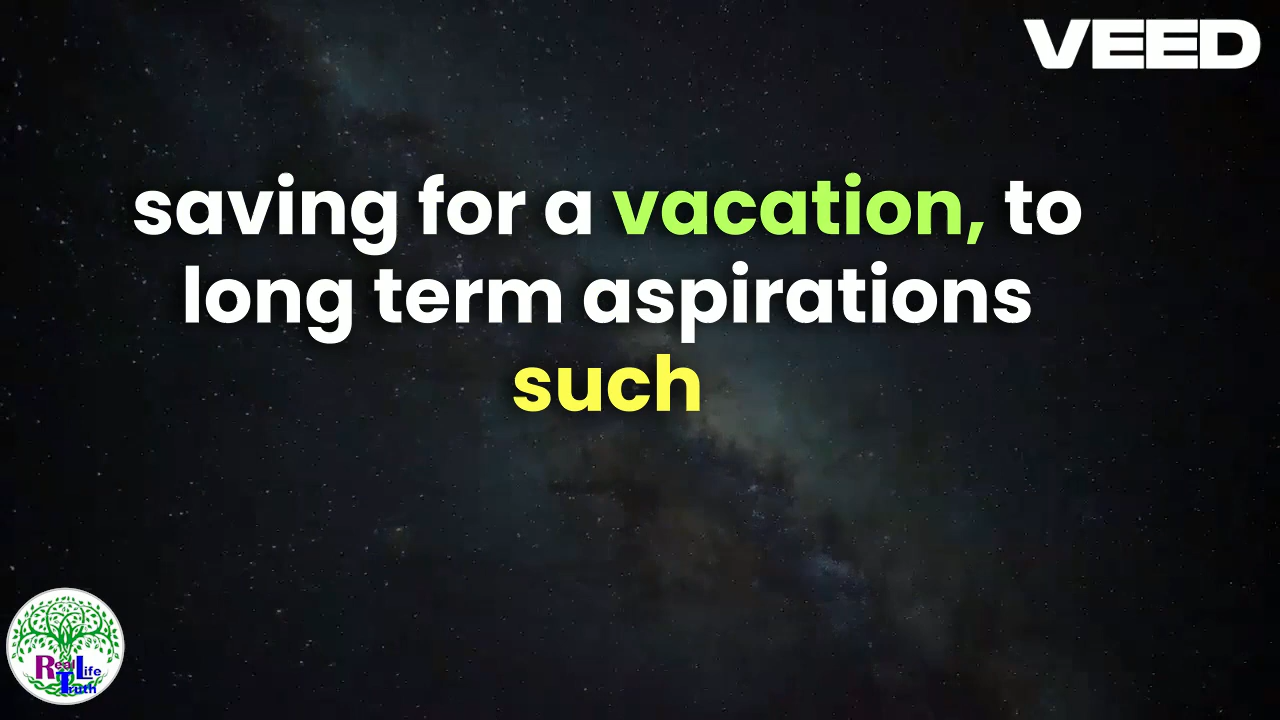 VEED
saving for a vacation, to
long term aspirations
such
Real Life
Truth